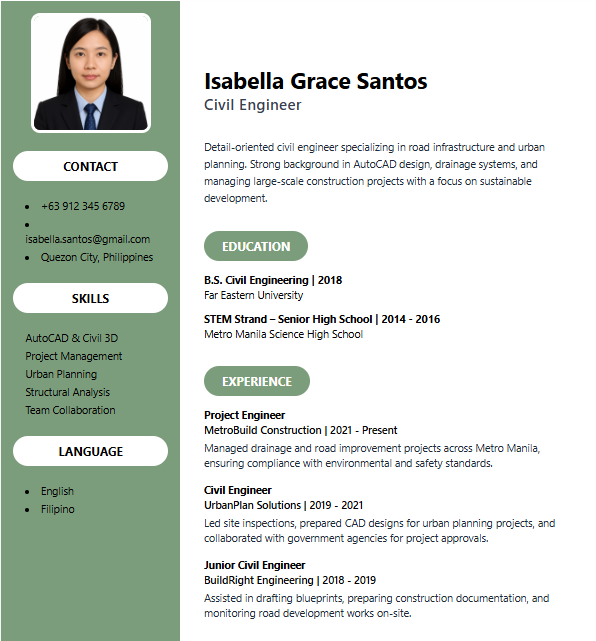 CONTACT
+63 912 345 6789
isabella.santos@gmail.com
Quezon City, Philippines
SKILLS
AutoCAD & Civil 3D
Project Management
Urban Planning
Structural Analysis
Team Collaboration
LANGUAGE
English
Filipino
Isabella Grace Santos
Civil Engineer
Detail-oriented civil engineer specializing in road infrastructure and urban
planning. Strong background in AutoCAD design, drainage systems, and
managing large-scale construction projects with a focus on sustainable
development.
EDUCATION
B.S. Civil Engineering | 2018
Far Eastern University
STEM Strand – Senior High School | 2014 - 2016
Metro Manila Science High School
EXPERIENCE
Project Engineer
MetroBuild Construction | 2021 - Present
Managed drainage and road improvement projects across Metro Manila,
ensuring compliance with environmental and safety standards.
Civil Engineer
UrbanPlan Solutions | 2019 - 2021
Led site inspections, prepared CAD designs for urban planning projects, and
collaborated with government agencies for project approvals.
Junior Civil Engineer
BuildRight Engineering | 2018 - 2019
Assisted in drafting blueprints, preparing construction documentation, and
monitoring road development works on-site.